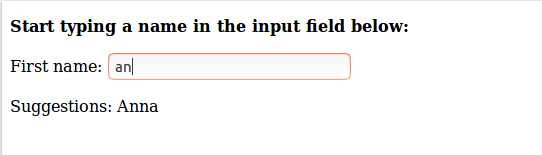 Start typing a name in the input field below:
First name: an
Suggestions: Anna